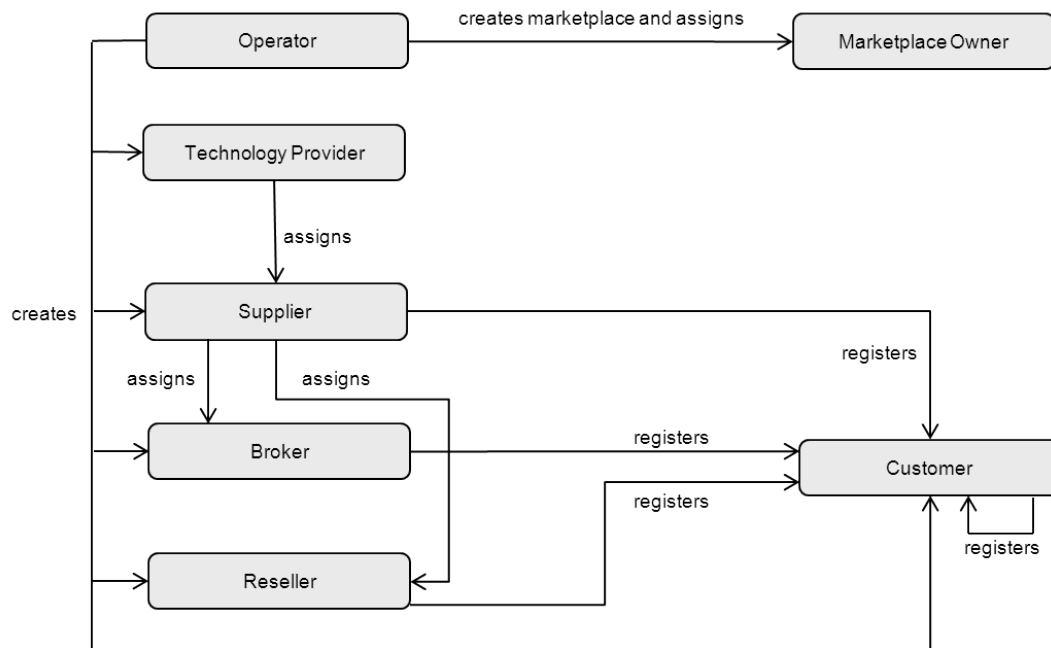 creates marketplace and assigns
Operator
Marketplace Owner
Technology Provider
assigns
creates
Supplier
registers
assigns
assigns
Broker
registers
Customer
registers
registers
Reseller